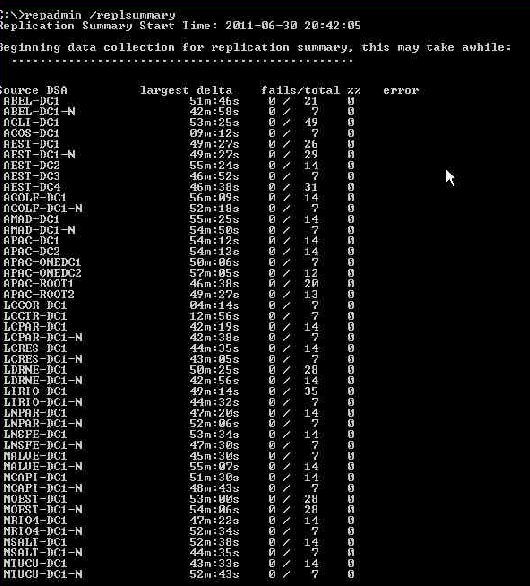 C:\>repadmin /replsummary
Replication Summary Start Time: 2011-06-30 20:42:05
Beginning data collection for replication summary, this may take awhile:
..................................................
Source DSA largest delta fails/total %% error
ABEL-DC1 51m:46s 0 / 21 0
ABEL-DC1-N 42m:58s 0 / 7 0
ACLI-DC1 53m:25s 0 / 49 0
ACOS-DC1 09m:12s 0 / 7 0
AEST-DC1 49m:27s 0 / 26 0
AEST-DC1-N 49m:27s 0 / 29 0
AEST-DC2 55m:24s 0 / 14 0
AEST-DC3 46m:52s 0 / 7 0
AEST-DC4 46m:38s 0 / 31 0
AGOLF-DC1 56m:09s 0 / 14 0
AGOLF-DC1-N 52m:18s 0 / 7 0
AMAD-DC1 55m:25s 0 / 14 0
AMAD-DC1-N 54m:50s 0 / 7 0
APAC-DC1 54m:12s 0 / 14 0
APAC-DC2 54m:13s 0 / 14 0
APAC-ONEDC1 50m:06s 0 / 7 0
APAC-ONEDC2 57m:05s 0 / 12 0
APAC-ROOT1 46m:38s 0 / 20 0
APAC-ROOT2 49m:27s 0 / 13 0
LCCOR-DC1 04m:14s 0 / 7 0
LCGTR-DC1 12m:56s 0 / 7 0
LCPAR-DC1 42m:19s 0 / 14 0
LCPAR-DC1-N 42m:38s 0 / 7 0
LCRES-DC1 44m:35s 0 / 14 0
LCRES-DC1-N 43m:05s 0 / 7 0
LDRNE-DC1 50m:25s 0 / 28 0
LDRNE-DC1-N 42m:56s 0 / 14 0
LIRIO-DC1 49m:14s 0 / 35 0
LIRIO-DC1-N 44m:32s 0 / 7 0
LNPAR-DC1 47m:20s 0 / 14 0
LNPAR-DC1-N 52m:06s 0 / 7 0
LNSFE-DC1 53m:34s 0 / 14 0
LNSFE-DC1-N 47m:30s 0 / 7 0
MALVE-DC1 45m:30s 0 / 7 0
MALVE-DC1-N 55m:07s 0 / 14 0
MCAPI-DC1 51m:30s 0 / 14 0
MCAPI-DC1-N 48m:43s 0 / 7 0
MOEST-DC1 53m:00s 0 / 28 0
MOEST-DC1-N 54m:06s 0 / 28 0
MRIO4-DC1 47m:22s 0 / 14 0
MRIO4-DC1-N 52m:34s 0 / 7 0
MSALT-DC1 52m:38s 0 / 14 0
MSALT-DC1-N 44m:35s 0 / 7 0
MTUCU-DC1 43m:33s 0 / 14 0
MTUCU-DC1-N 52m:43s 0 / 7 0